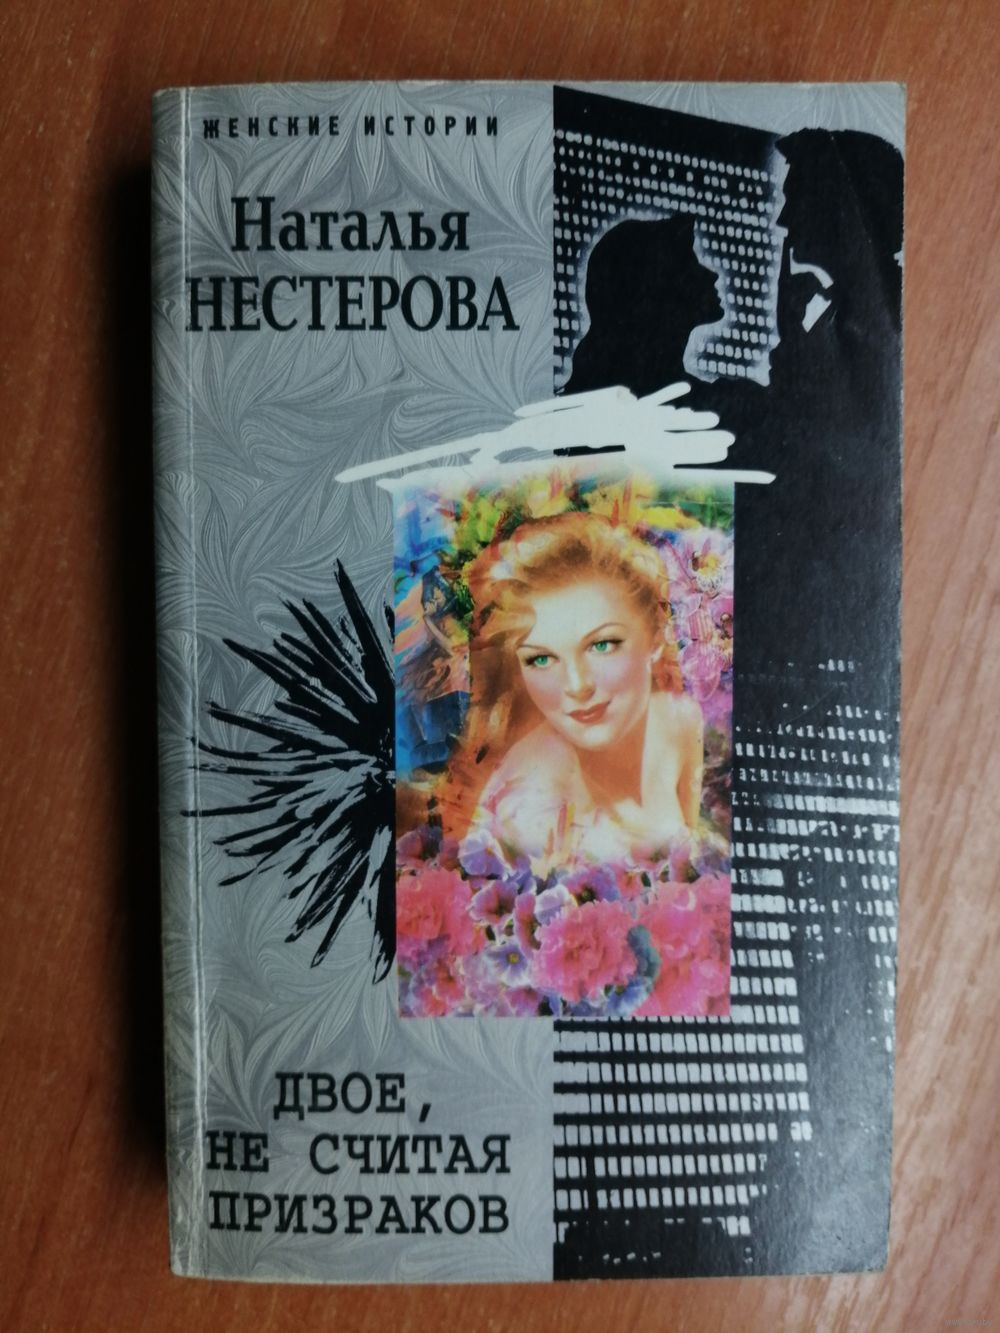 ЖЕНСКИЕ ИСТОРИИ
Наталья
НЕСТЕРОВА
ДВОЕ,
НЕ СЧИТАЯ
ПРИЗРАКОВ